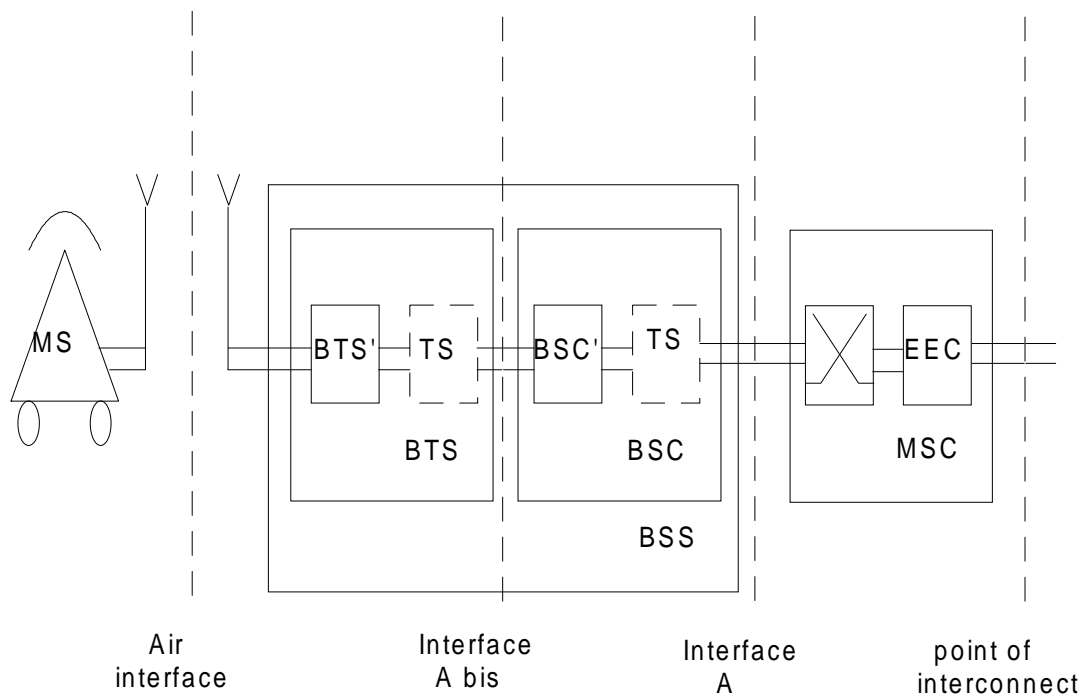 MS
BTS'
TS
BSC'
TS
EEC
BTS
BSC
MSC
BSS
Air
interface
Interface
A bis
Interface
A
point of
interconnect